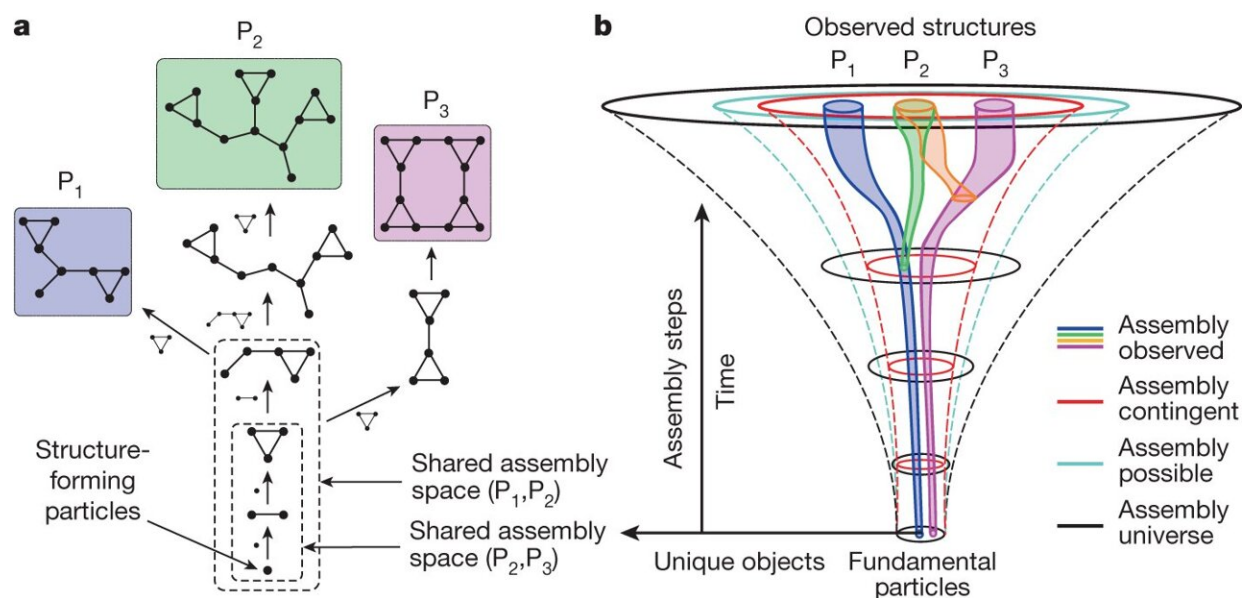 a
P₂
P₃
P₁
Structure-
forming
particles
Shared assembly
space (P₁,P₂)
Shared assembly
space (P₂,P₃)
b
Observed structures
P₁ P₂ P₃
Assembly steps
Time
Unique objects
Fundamental
particles
Assembly
observed
Assembly
contingent
Assembly
possible
Assembly
universe